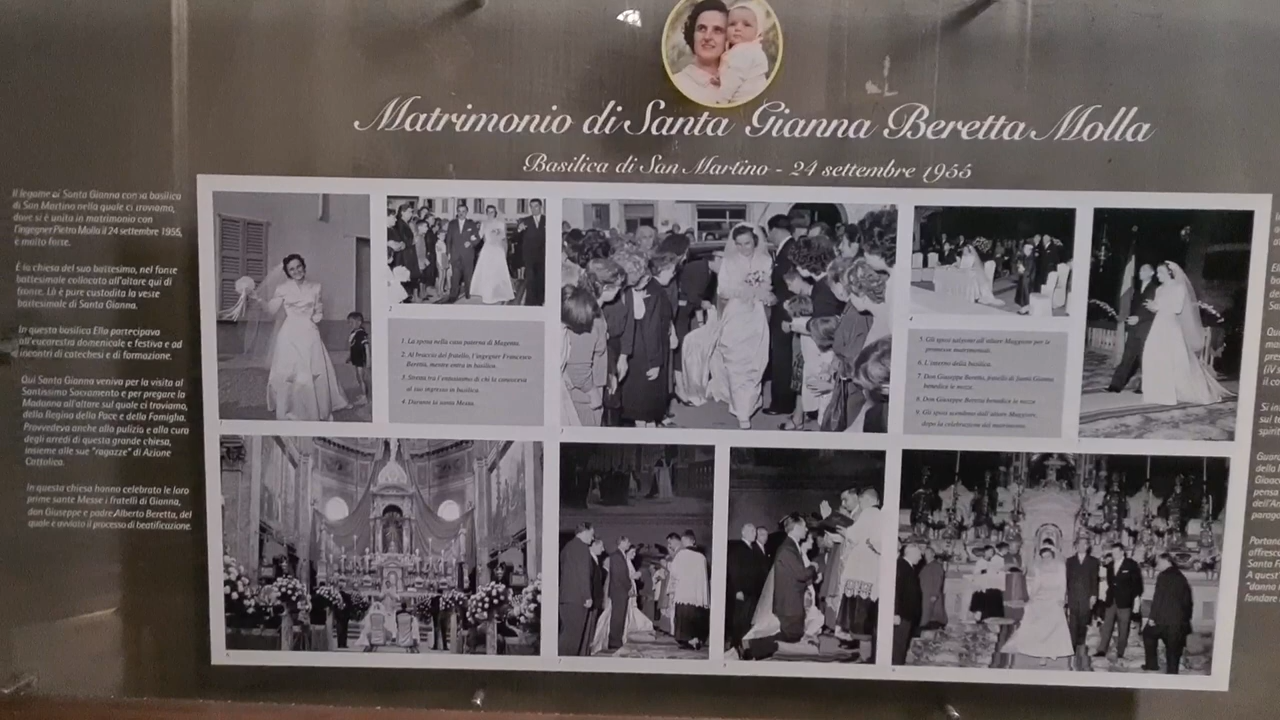 Matrimonio di Santa Gianna Beretta Molla
Basilica di San Martino - 24 settembre 1955
Il legame di Santa Gianna con la basilica
di San Martino nella quale ci troviamo,
dove si è unita in matrimonio con
l'ingegner Pietro Molla il 24 settembre 1955,
è molto forte.
È la chiesa del suo battesimo, nel fonte
battesimale collocato all'altare qui di
fronte. Là è pure custodita la veste
battesimale di Santa Gianna.
In questa basilica Ella partecipava
all'eucarestia domenicale e festiva e ad
incontri di catechesi e di formazione.
Qui Santa Gianna veniva per la visita al
Santissimo Sacramento e per pregare la
Madonna all'altare sul quale ci troviamo,
della Regina della Pace e della Famiglia.
Provvedeva anche alla pulizia e alla cura
degli arredi di questa grande chiesa,
insieme alle sue "ragazze" di Azione
Cattolica.
In questa chiesa hanno celebrato le loro
prime sante Messe i fratelli di Gianna,
don Giuseppe e padre Alberto Beretta, del
quale è avviato il processo di beatificazione.
1. La sposa nella casa paterna di Magenta.
2. Al braccio del fratello, l'ingegner Francesco
Beretta, mentre entra in basilica.
3. Stretta tra l'entusiasmo di chi la conosceva
al suo ingresso in basilica.
4. Durante la santa Messa.
5. Gli sposi salgono all'altare Maggiore per le
promesse matrimoniali.
6. L'interno della basilica.
7. Don Giuseppe Beretta, fratello di Santa Gianna
benedice le nozze.
8. Don Giuseppe Beretta benedice le nozze
9. Gli sposi scendono dall'altare Maggiore,
dopo la celebrazione del matrimonio.